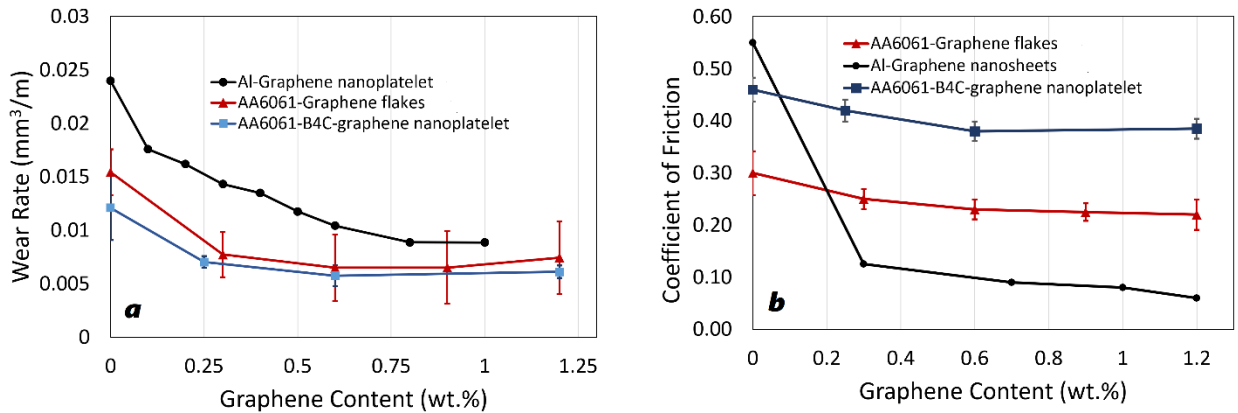 0.03
0.025
0.02
0.015
0.01
0.005
0
Wear Rate (mm³/m)
Al-Graphene nanoplatelet
AA6061-Graphene flakes
AA6061-B4C-graphene nanoplatelet
a
0 0.25 0.5 0.75 1 1.25
Graphene Content (wt.%)
0.60
0.50
0.40
0.30
0.20
0.10
0.00
Coefficient of Friction
AA6061-Graphene flakes
Al-Graphene nanosheets
AA6061-B4C-graphene nanoplatelet
b
0 0.2 0.4 0.6 0.8 1 1.2
Graphene Content (wt.%)